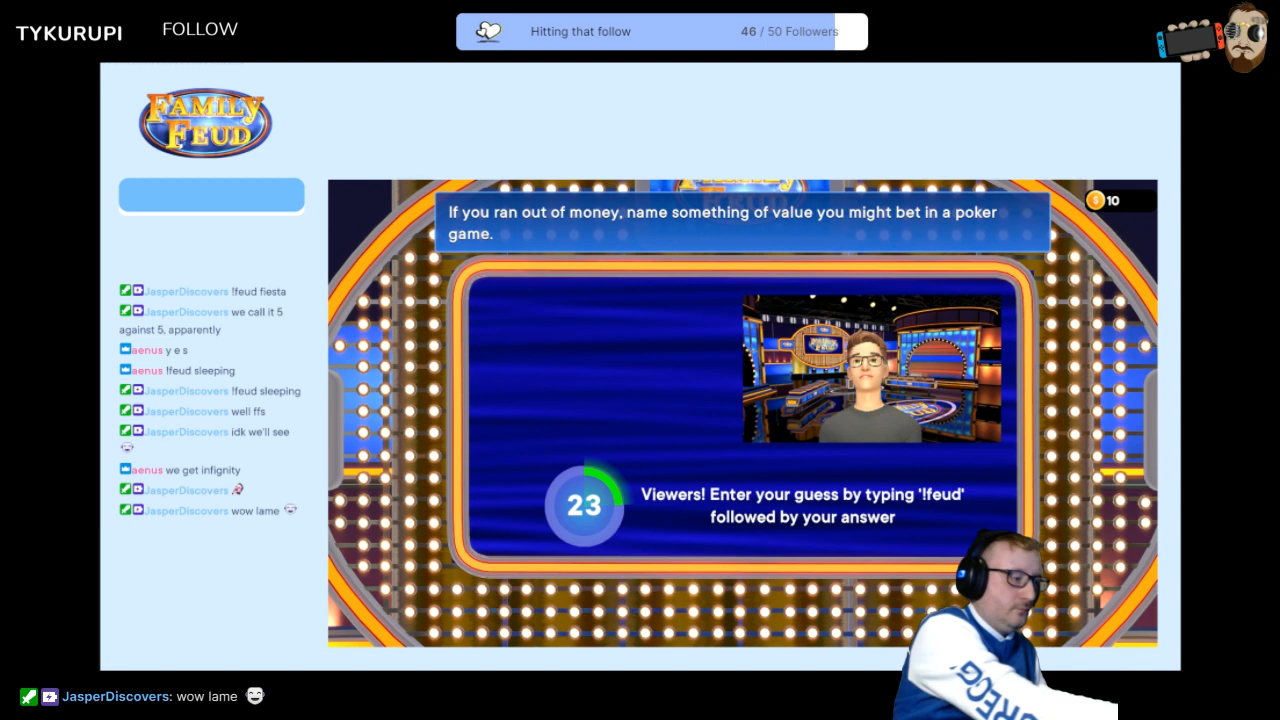 TYKURUPI
FOLLOW
Hitting that follow
46 / 50 Followers
FAMILY
FEUD
10
If you ran out of money, name something of value you might bet in a poker
game.
JasperDiscovers !feud fiesta
JasperDiscovers we call it 5
against 5, apparently
aenus y e s
aenus !feud sleeping
JasperDiscovers !feud sleeping
JasperDiscovers well ffs
JasperDiscovers idk we'll see
aenus we get infignity
JasperDiscovers
JasperDiscovers wow lame
23
Viewers! Enter your guess by typing '!feud'
followed by your answer
GREGG
JasperDiscovers: wow lame